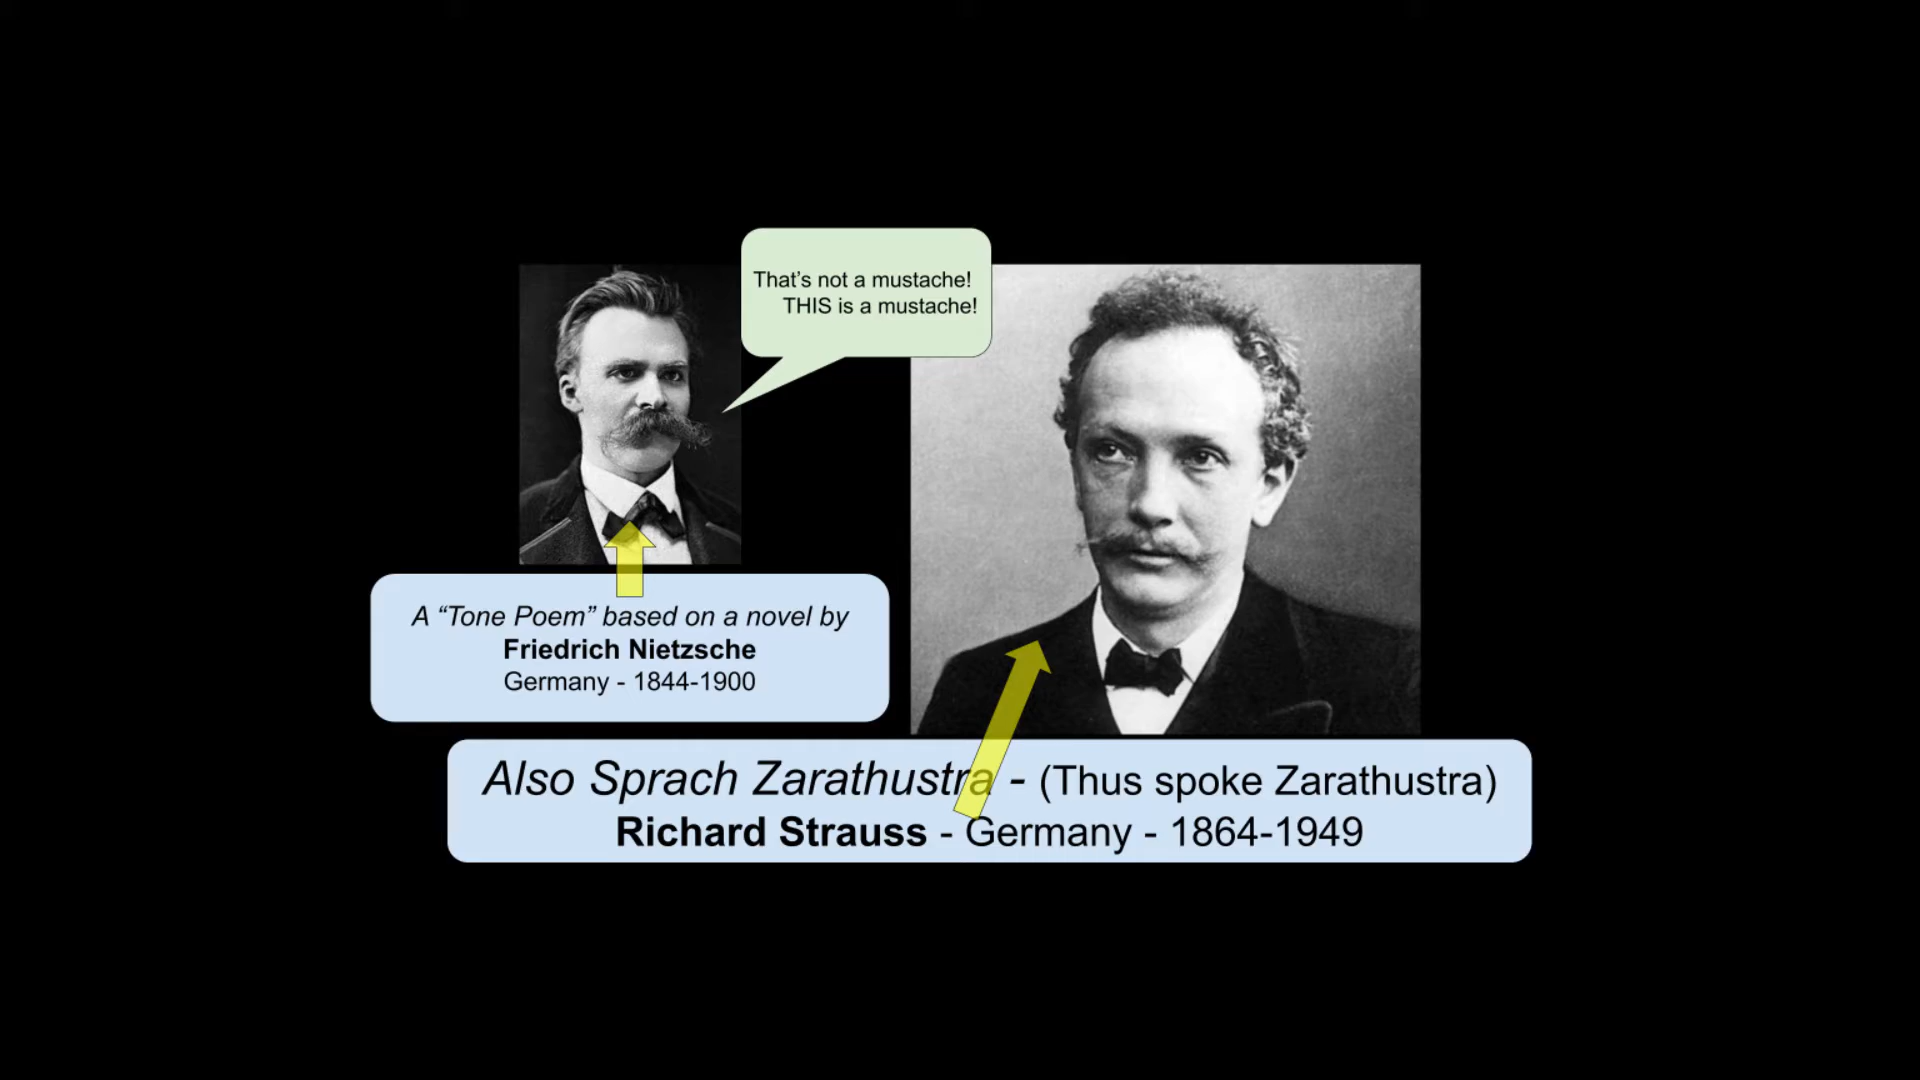 That’s not a mustache!
THIS is a mustache!
A “Tone Poem” based on a novel by
Friedrich Nietzsche
Germany - 1844-1900
Also Sprach Zarathustra - (Thus spoke Zarathustra)
Richard Strauss - Germany - 1864-1949